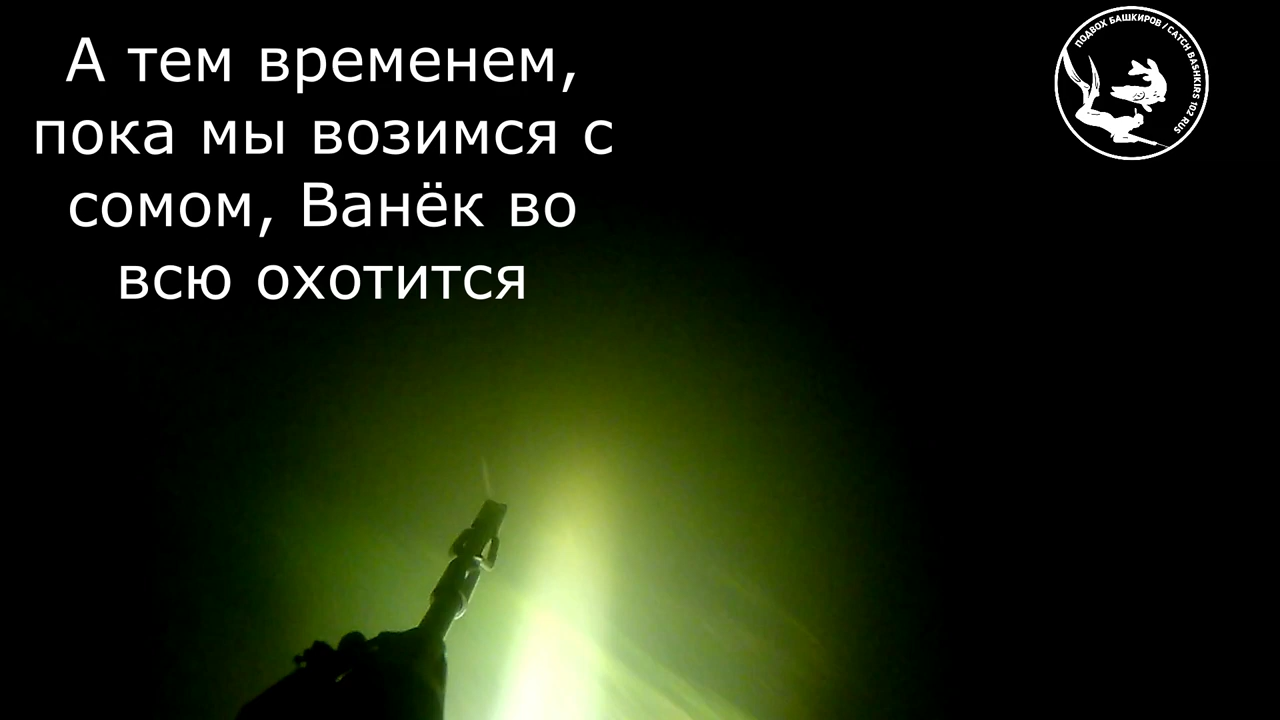 А тем временем,
пока мы возимся с
сомом, Ванёк во
всю охотится
ПОДВОХ БАШКИРОВ / CATCH BASHKIRS 102 RUS